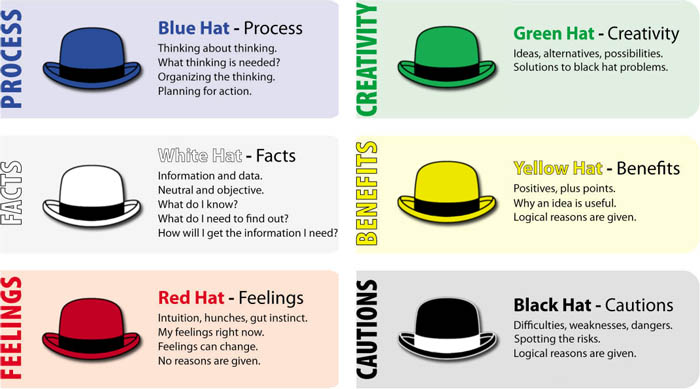 PROCESS
Blue Hat - Process
Thinking about thinking.
What thinking is needed?
Organizing the thinking.
Planning for action.
CREATIVITY
Green Hat - Creativity
Ideas, alternatives, possibilities.
Solutions to black hat problems.
FACTS
White Hat - Facts
Information and data.
Neutral and objective.
What do I know?
What do I need to find out?
How will I get the information I need?
BENEFITS
Yellow Hat - Benefits
Positives, plus points.
Why an idea is useful.
Logical reasons are given.
FEELINGS
Red Hat - Feelings
Intuition, hunches, gut instinct.
My feelings right now.
Feelings can change.
No reasons are given.
CAUTIONS
Black Hat - Cautions
Difficulties, weaknesses, dangers.
Spotting the risks.
Logical reasons are given.